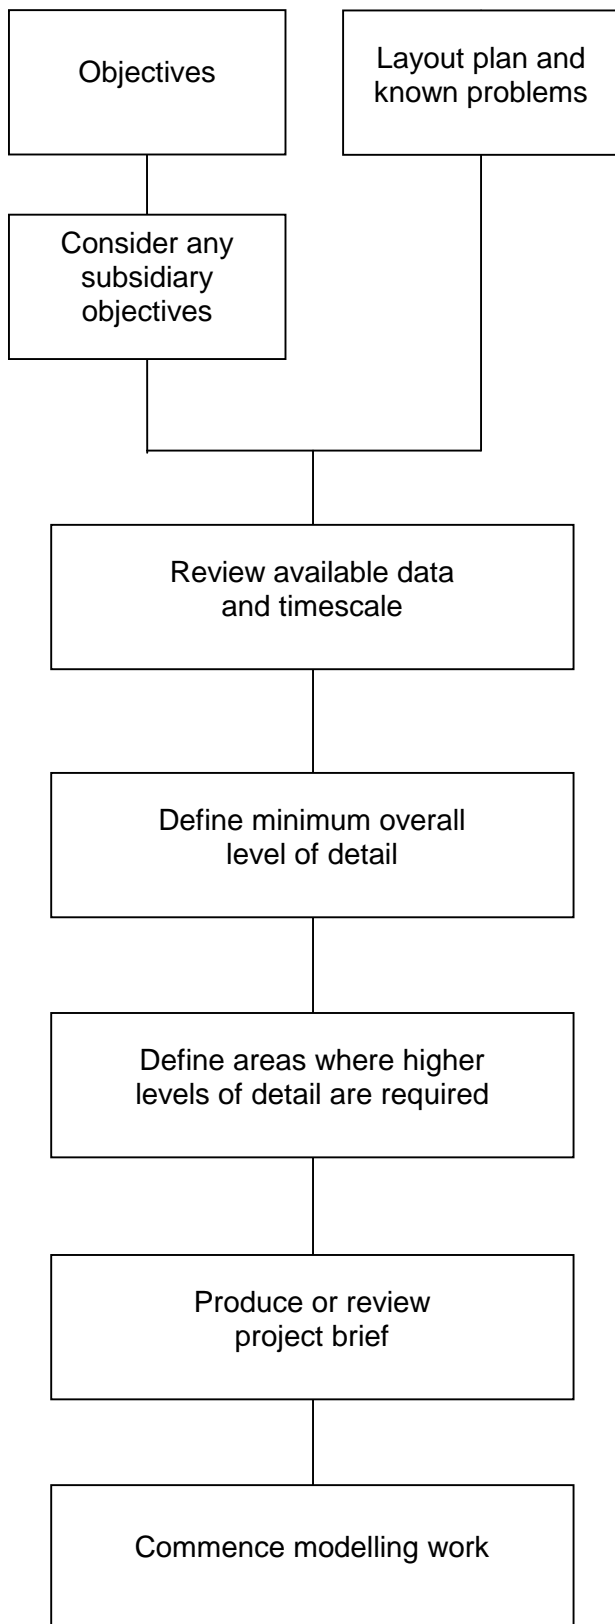 Objectives
Layout plan and
known problems
Consider any
subsidiary
objectives
Review available data
and timescale
Define minimum overall
level of detail
Define areas where higher
levels of detail are required
Produce or review
project brief
Commence modelling work